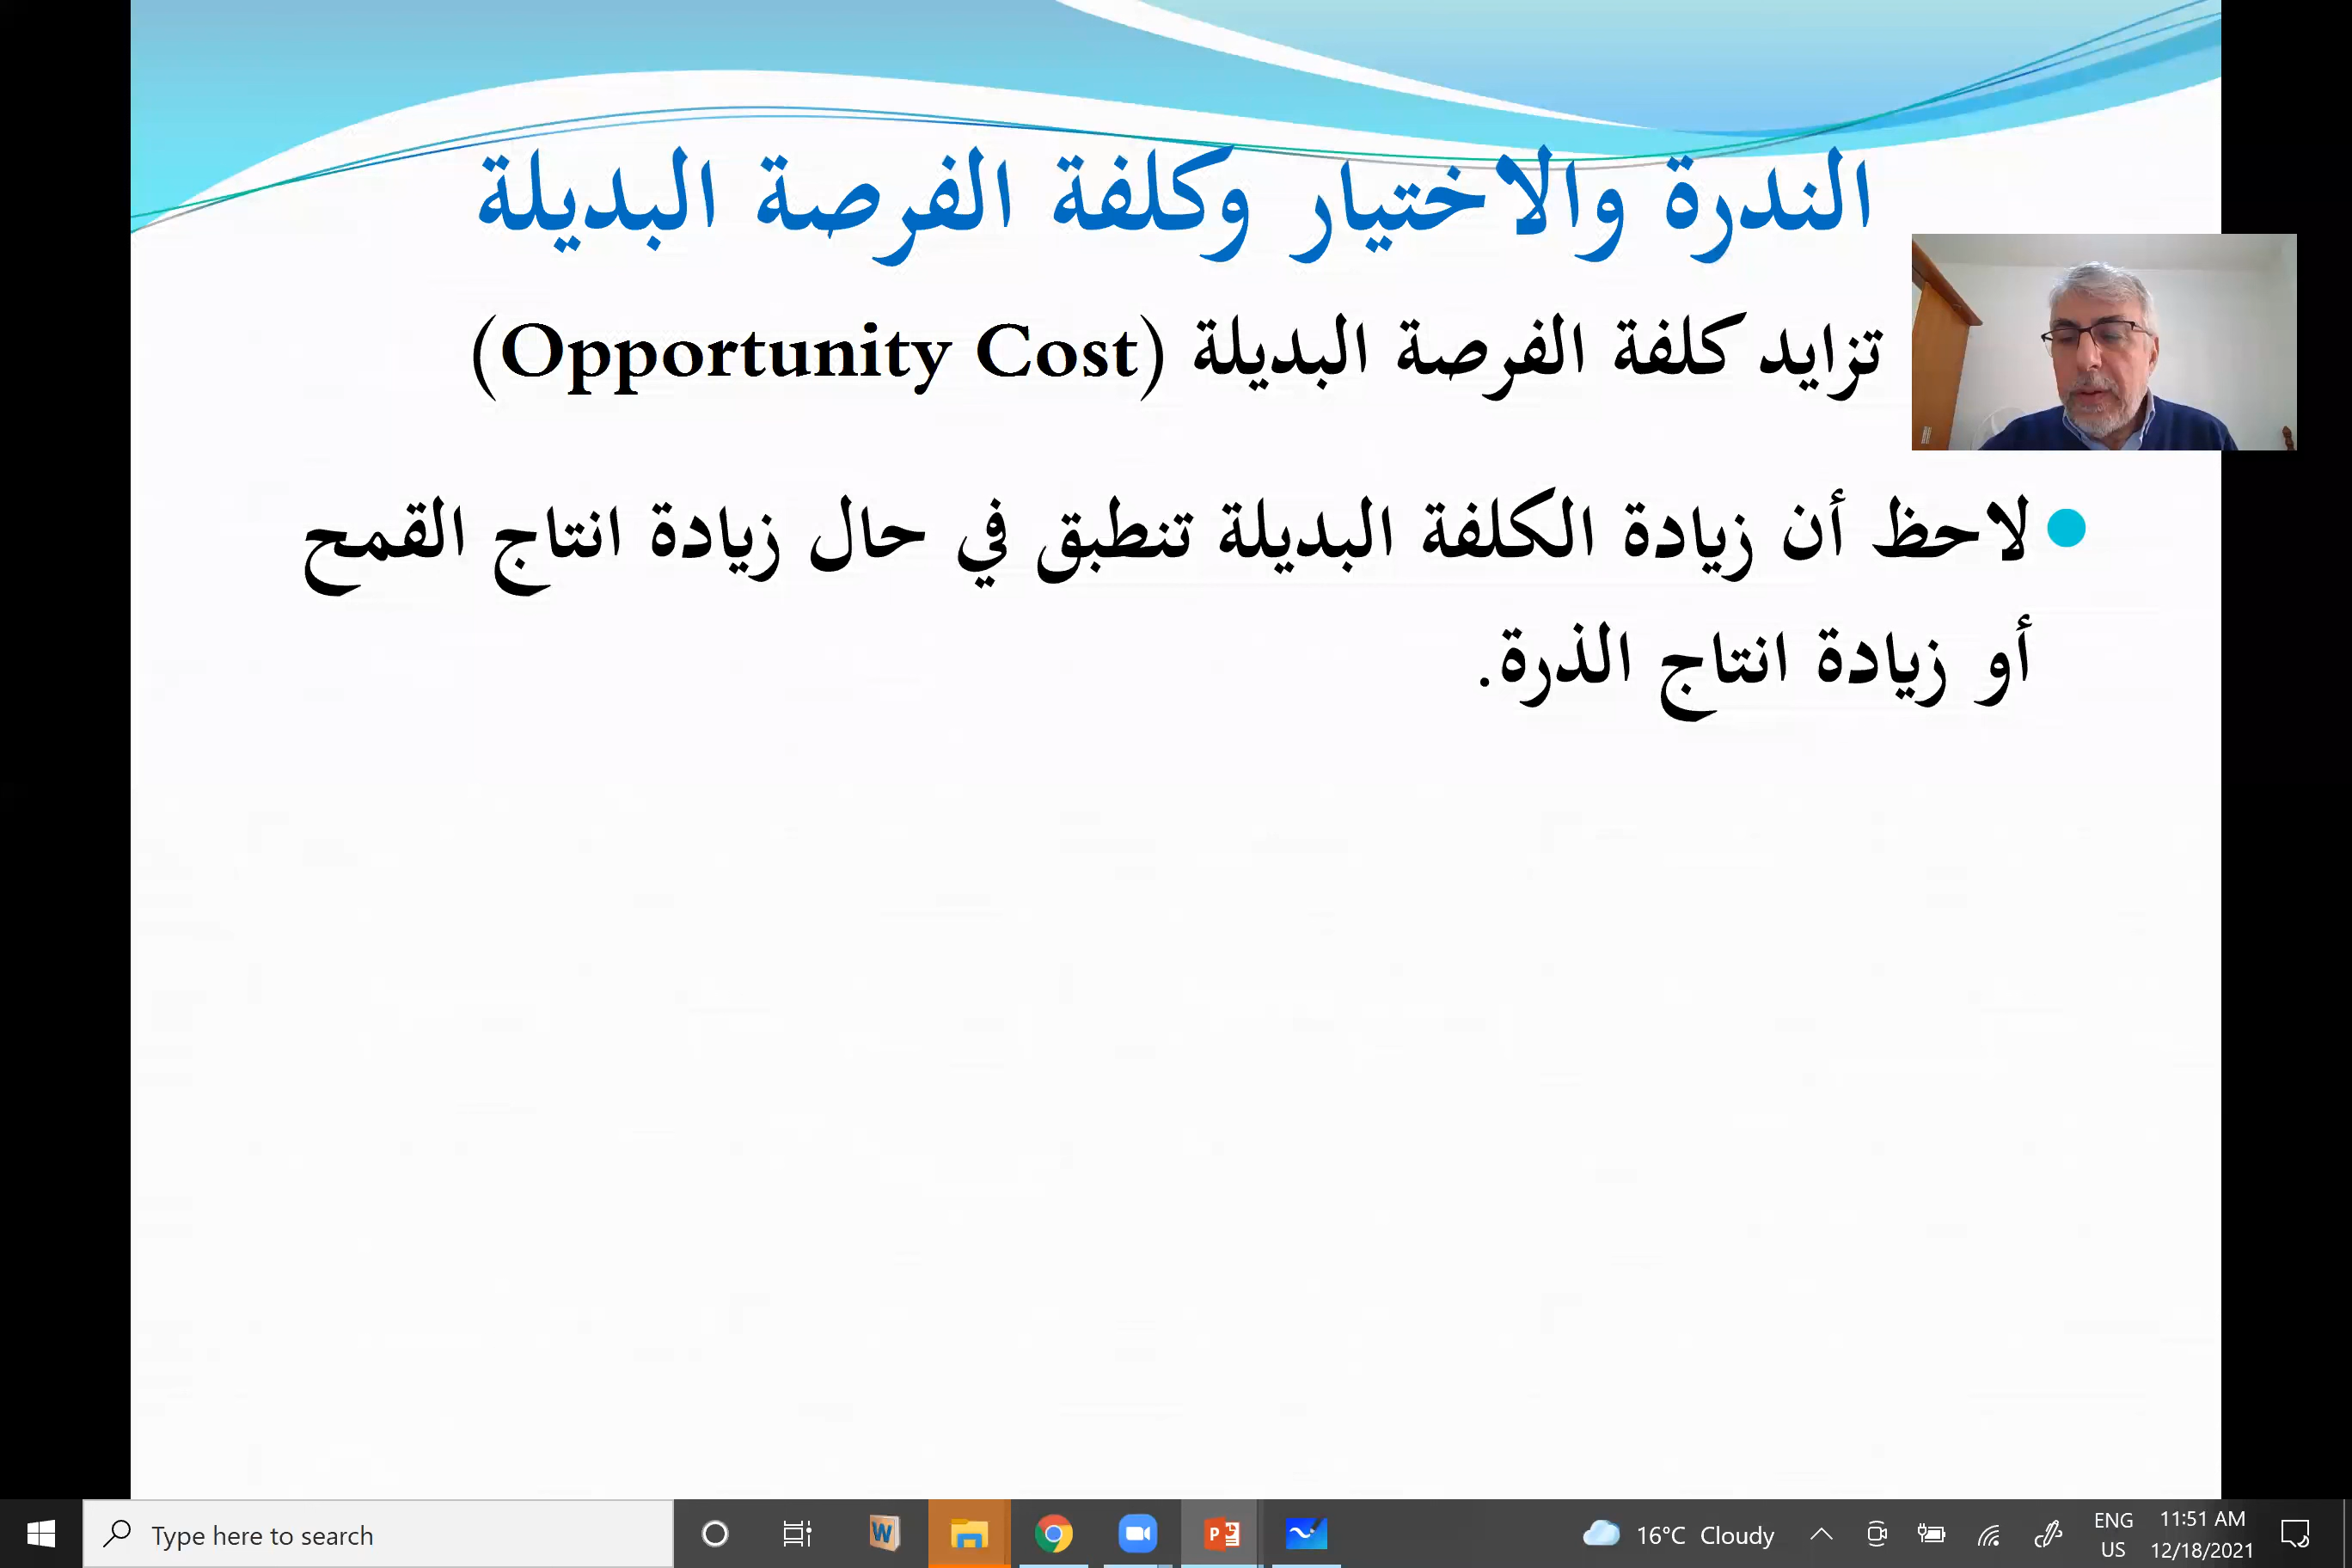 الندرة والاختيار وكلفة الفرصة البديلة
تزايد كلفة الفرصة البديلة (Opportunity Cost)
لاحظ أن زيادة الكلفة البديلة تنطبق في حال زيادة انتاج القمح
أو زيادة انتاج الذرة.
Type here to search
16°C Cloudy
ENG
US
11:51 AM
12/18/2021